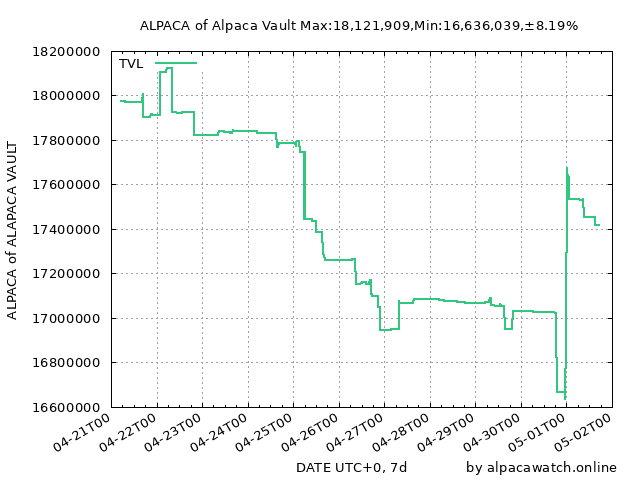 ALPACA of Alpaca Vault Max:18,121,909,Min:16,636,039,±8.19%
TVL
18200000
18000000
17800000
17600000
17400000
17200000
17000000
16800000
16600000
ALPACA of ALAPACA VAULT
04-21T00
04-22T00
04-23T00
04-24T00
04-25T00
04-26T00
04-27T00
04-28T00
04-29T00
04-30T00
05-01T00
05-02T00
DATE UTC+0, 7d
by alpacawatch.online